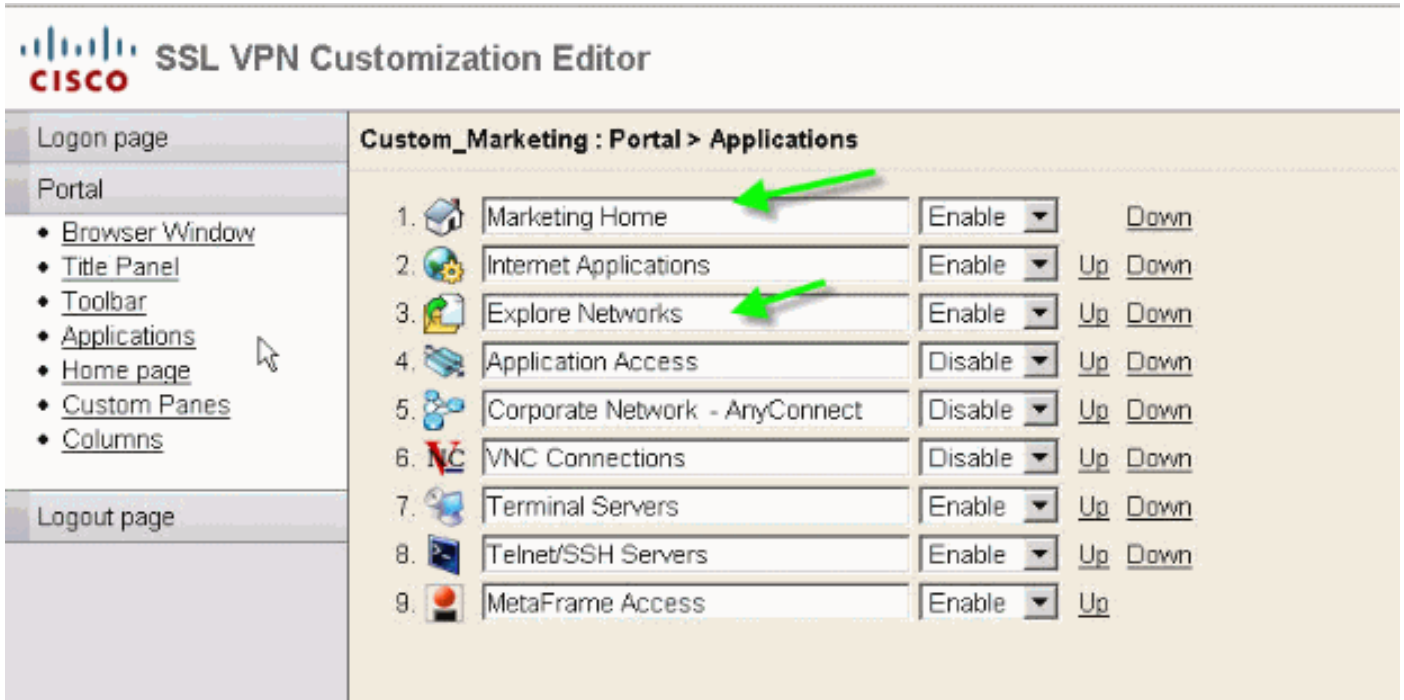 CISCO SSL VPN Customization Editor
Logon page
Portal
Browser Window
Title Panel
Toolbar
Applications
Home page
Custom Panes
Columns
Logout page
Custom_Marketing : Portal > Applications
1. Marketing Home Enable Down
2. Internet Applications Enable Up Down
3. Explore Networks Enable Up Down
4. Application Access Disable Up Down
5. Corporate Network - AnyConnect Disable Up Down
6. VNC VNC Connections Disable Up Down
7. Terminal Servers Enable Up Down
8. Telnet/SSH Servers Enable Up Down
9. MetaFrame Access Enable Up